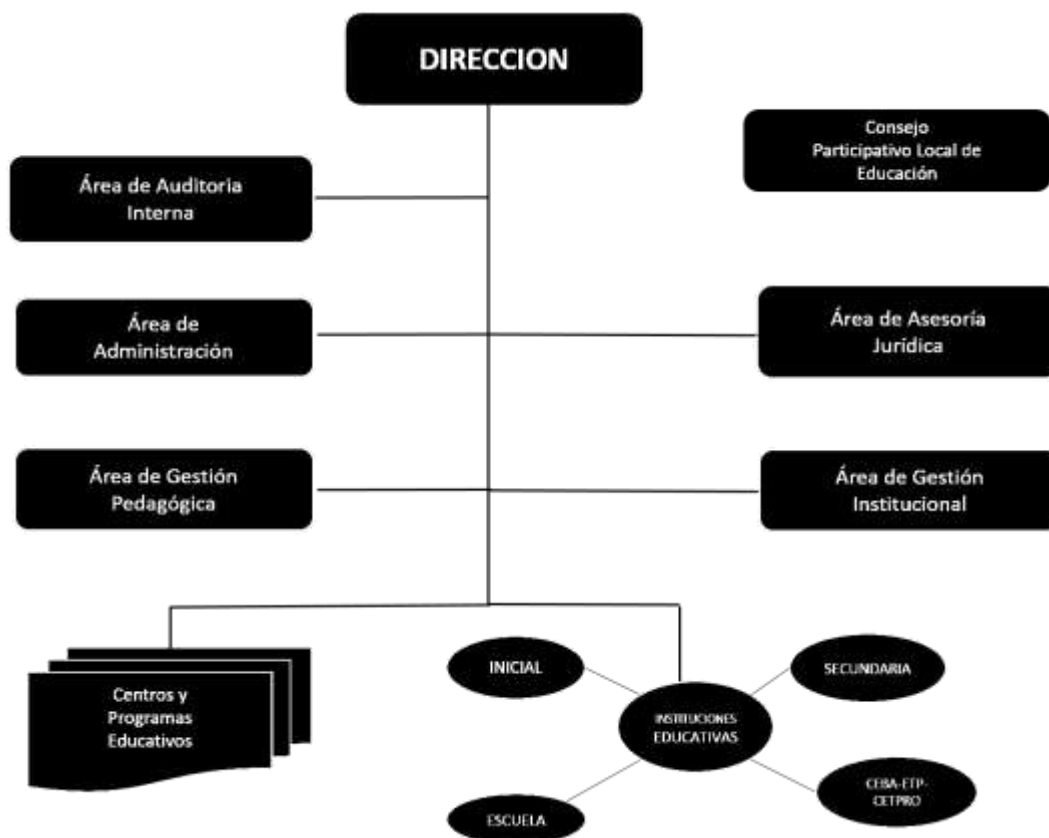 DIRECCION
Consejo
Participativo Local de
Educación
Área de Auditoria
Interna
Área de
Administración
Área de Asesoría
Jurídica
Área de Gestión
Pedagógica
Área de Gestión
Institucional
Centros y
Programas
Educativos
INICIAL
SECUNDARIA
INSTITUCIONES
EDUCATIVAS
ESCUELA
CEBA-ETP-
CETPRO